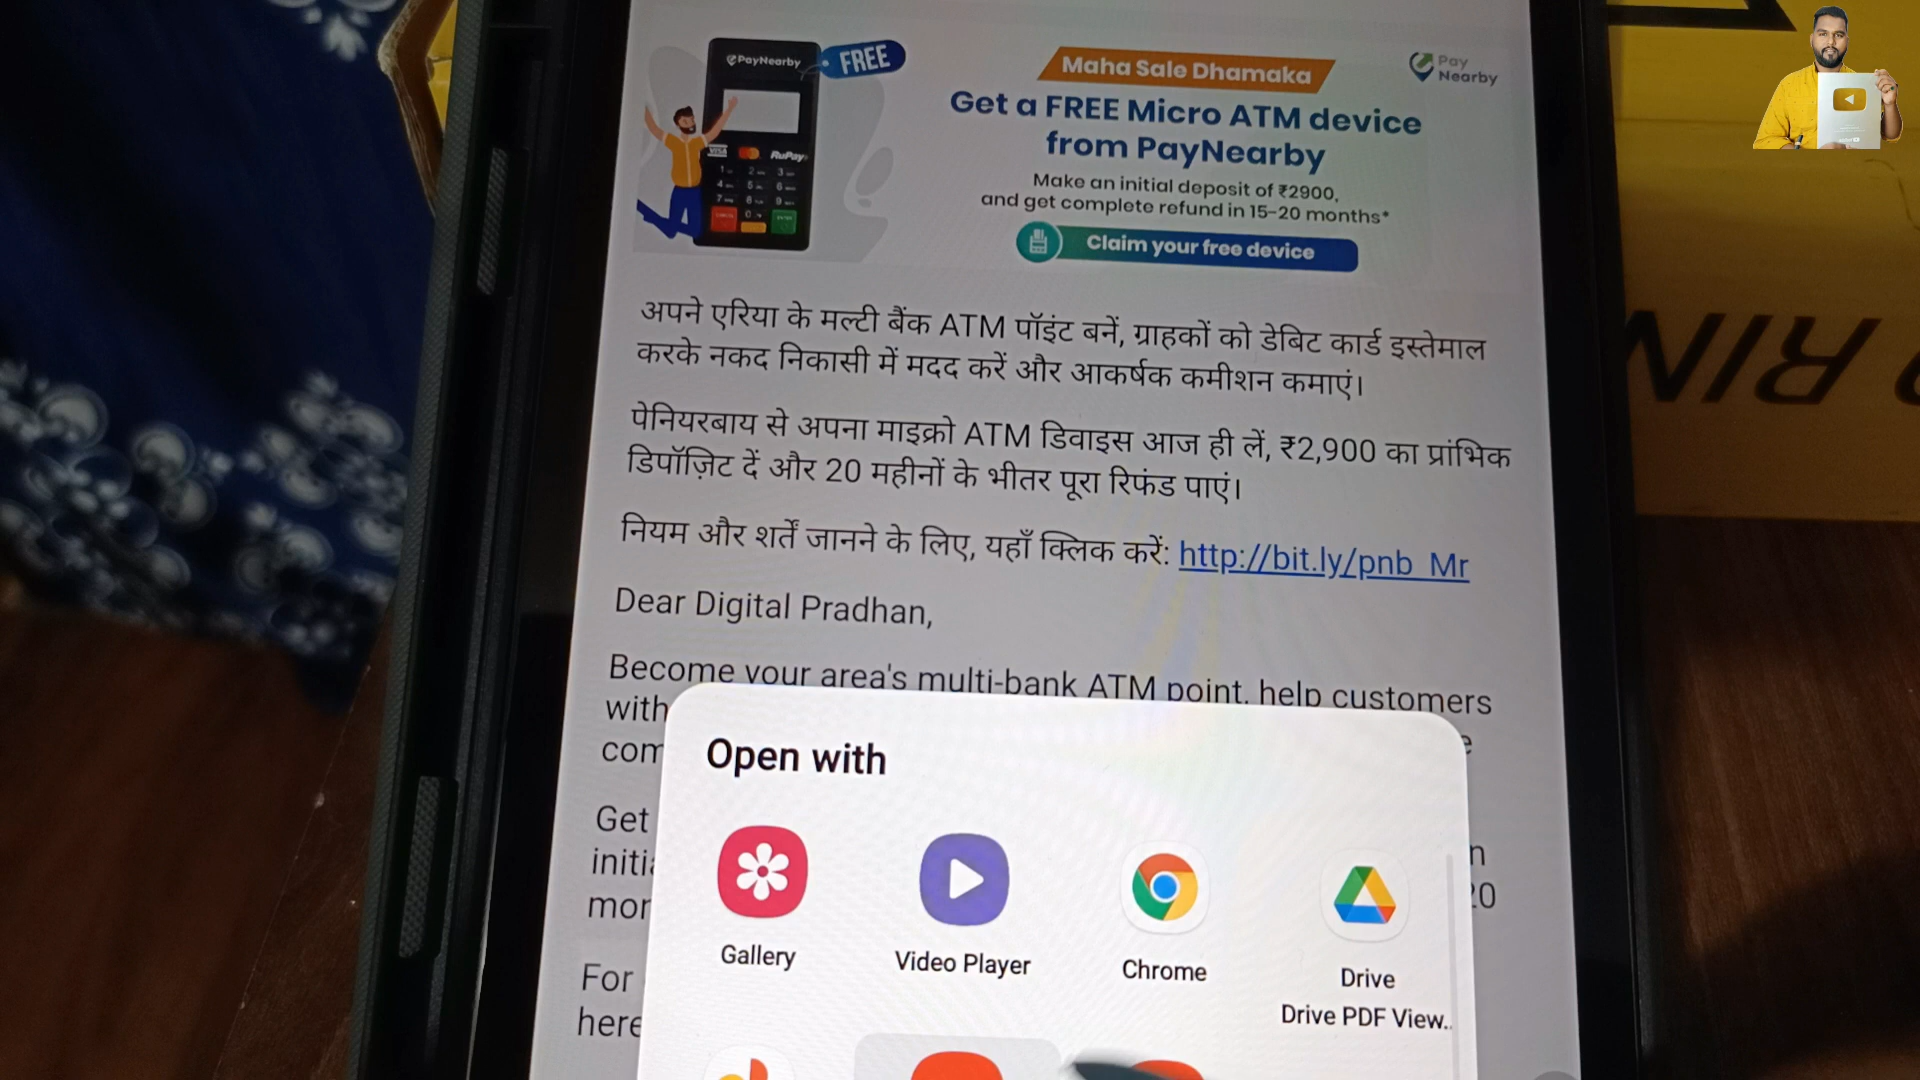 PayNearby
FREE
VISA
RuPay
Maha Sale Dhamaka
Pay
Nearby
Get a FREE Micro ATM device
from PayNearby
Make an initial deposit of ₹2900,
and get complete refund in 15-20 months*
Claim your free device
अपने एरिया के मल्टी बैंक ATM पॉइंट बनें, ग्राहकों को डेबिट कार्ड इस्तेमाल
करके नकद निकासी में मदद करें और आकर्षक कमीशन कमाएं।
पेनियरबाय से अपना माइक्रो ATM डिवाइस आज ही लें, ₹2,900 का प्रांभिक
डिपॉज़िट दें और 20 महीनों के भीतर पूरा रिफंड पाएं।
नियम और शर्तें जानने के लिए, यहाँ क्लिक करें: http://bit.ly/pnb_Mr
Dear Digital Pradhan,
Become your area's multi-bank ATM point, help customers
with
Get
For
here
Open with
Gallery
Video Player
Chrome
Drive
Drive PDF View..
RIN